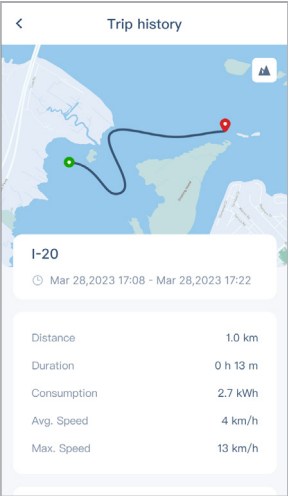 Trip history
I-20
Mar 28,2023 17:08 - Mar 28,2023 17:22
Distance 1.0 km
Duration 0 h 13 m
Consumption 2.7 kWh
Avg. Speed 4 km/h
Max. Speed 13 km/h